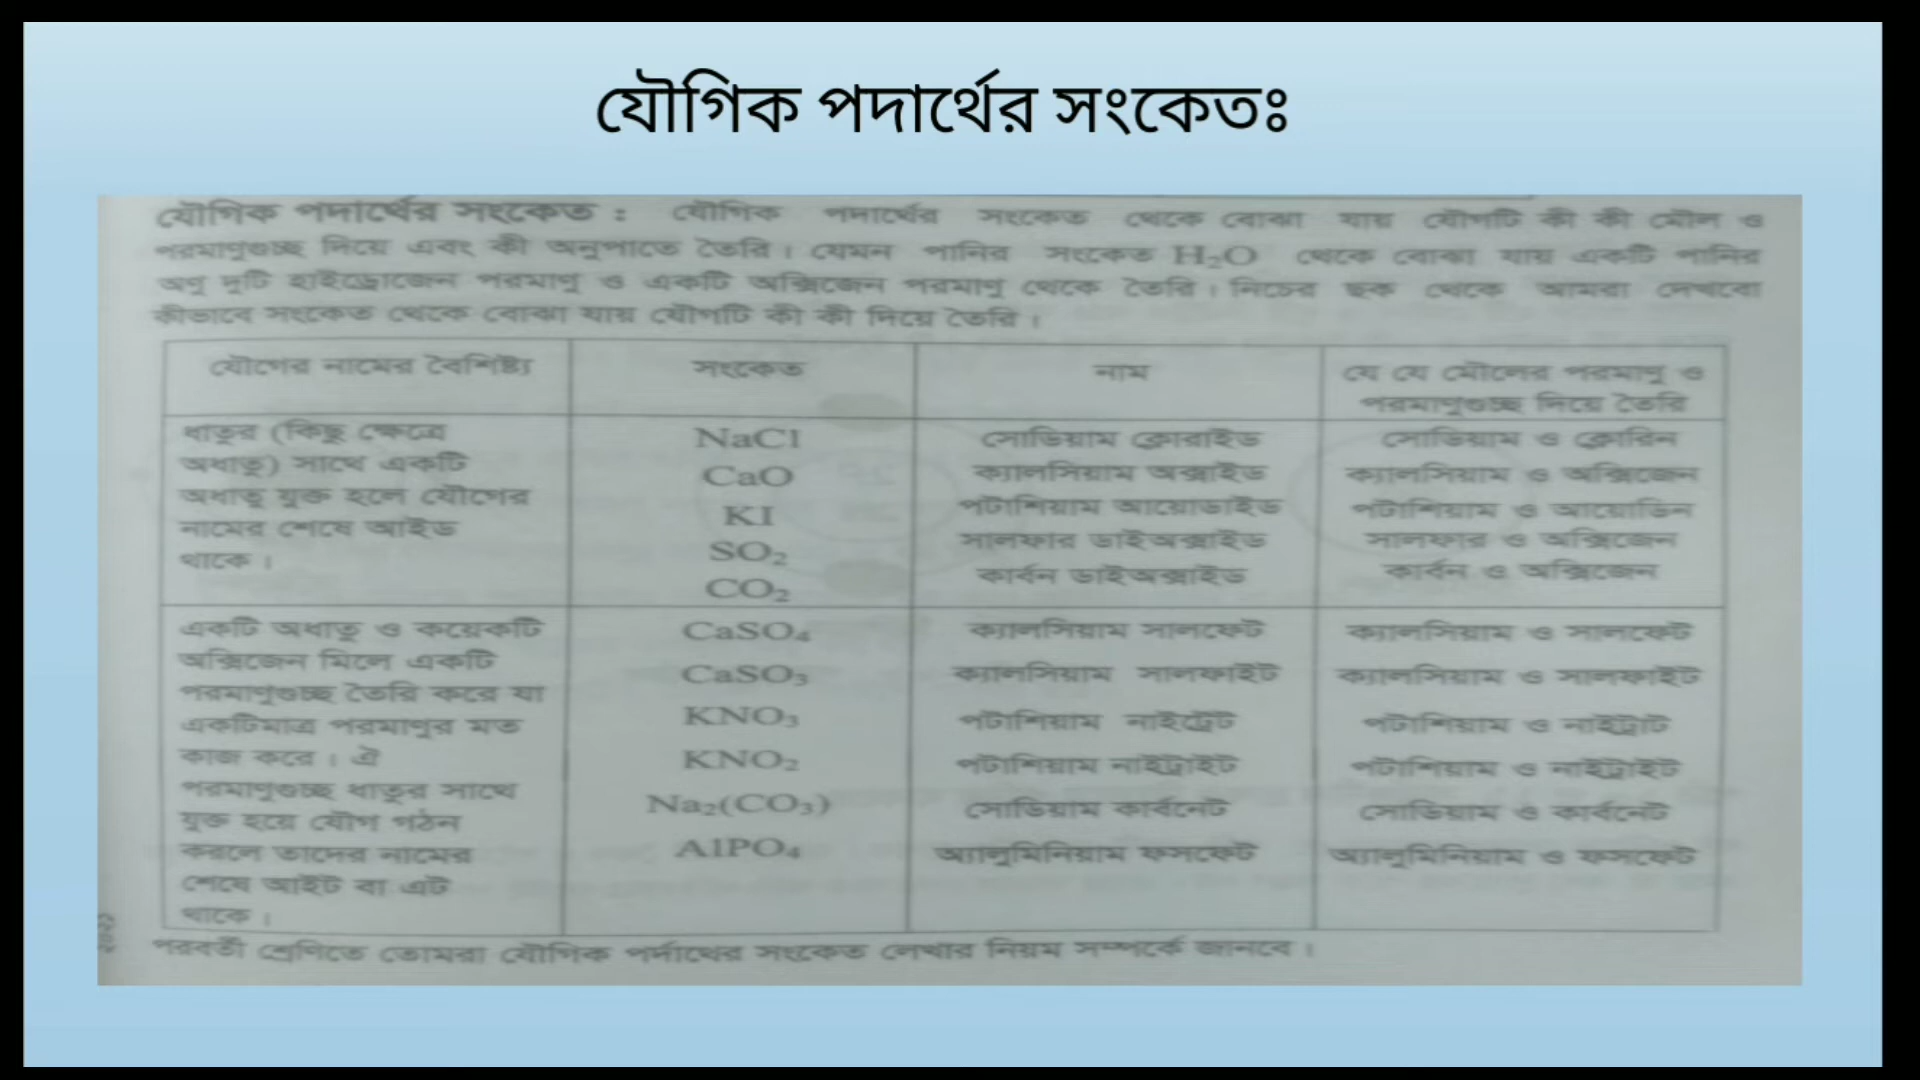 যৌগিক পদার্থের সংকেতঃ
যৌগিক পদার্থের সংকেত : যৌগিক পদার্থের সংকেত থেকে বোঝা যায় যৌগটি কী কী মৌল ও
পরমাণুগুচ্ছ দিয়ে এবং কী অনুপাতে তৈরি। যেমন পানির সংকেত H₂O থেকে বোঝা যায় একটি পানির
অণু দুটি হাইড্রোজেন পরমাণু ও একটি অক্সিজেন পরমাণু থেকে তৈরি। নিচের ছক থেকে আমরা দেখবো
কীভাবে সংকেত থেকে বোঝা যায় যৌগটি কী কী দিয়ে তৈরি।
যৌগের নামের বৈশিষ্ট্য
সংকেত
নাম
যে যে মৌলের পরমাণু ও
পরমাণুগুচ্ছ দিয়ে তৈরি
ধাতুর (কিছু ক্ষেত্রে
অধাতু) সাথে একটি
অধাতু যুক্ত হলে যৌগের
নামের শেষে আইড
থাকে।
NaCl
CaO
KI
SO₂
CO₂
সোডিয়াম ক্লোরাইড
ক্যালসিয়াম অক্সাইড
পটাশিয়াম আয়োডাইড
সালফার ডাইঅক্সাইড
কার্বন ডাইঅক্সাইড
সোডিয়াম ও ক্লোরিন
ক্যালসিয়াম ও অক্সিজেন
পটাশিয়াম ও আয়োডিন
সালফার ও অক্সিজেন
কার্বন ও অক্সিজেন
একটি অধাতু ও কয়েকটি
অক্সিজেন মিলে একটি
পরমাণুগুচ্ছ তৈরি করে যা
একটিমাত্র পরমাণুর মত
কাজ করে। ঐ
পরমাণুগুচ্ছ ধাতুর সাথে
যুক্ত হয়ে যৌগ গঠন
করলে তাদের নামের
শেষে আইট বা এট
থাকে।
CaSO₄
CaSO₃
KNO₃
KNO₂
Na₂(CO₃)
AlPO₄
ক্যালসিয়াম সালফেট
ক্যালসিয়াম সালফাইট
পটাশিয়াম নাইট্রেট
পটাশিয়াম নাইট্রাইট
সোডিয়াম কার্বনেট
অ্যালুমিনিয়াম ফসফেট
ক্যালসিয়াম ও সালফেট
ক্যালসিয়াম ও সালফাইট
পটাশিয়াম ও নাইট্রাট
পটাশিয়াম ও নাইট্রাইট
সোডিয়াম ও কার্বনেট
অ্যালুমিনিয়াম ও ফসফেট
পরবর্তী শ্রেণিতে তোমরা যৌগিক পর্দাথের সংকেত লেখার নিয়ম সম্পর্কে জানবে।